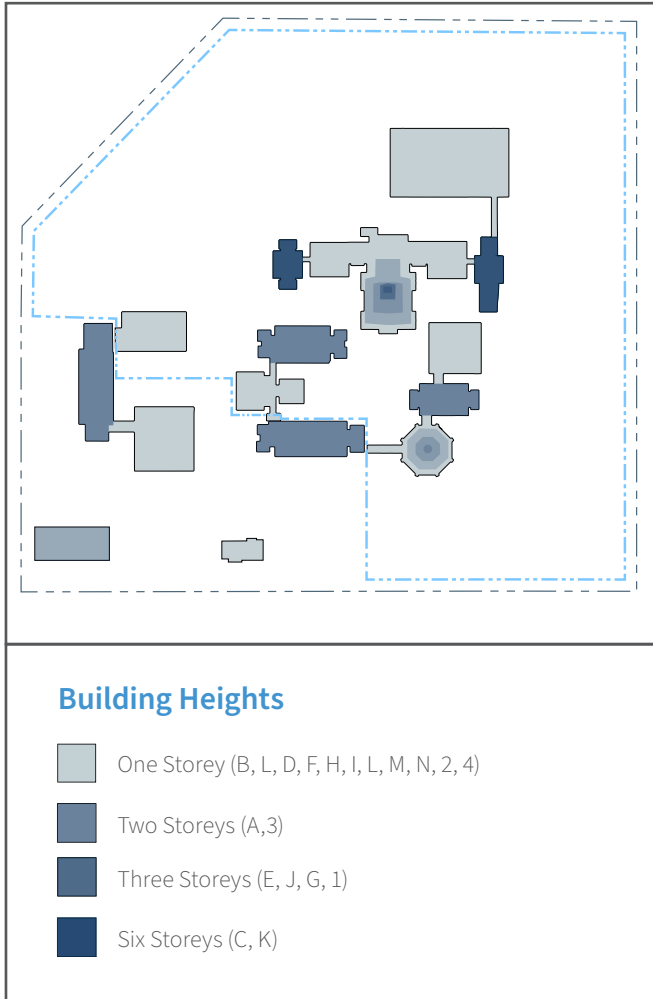 Building Heights
One Storey (B, L, D, F, H, I, L, M, N, 2, 4)
Two Storeys (A,3)
Three Storeys (E, J, G, 1)
Six Storeys (C, K)